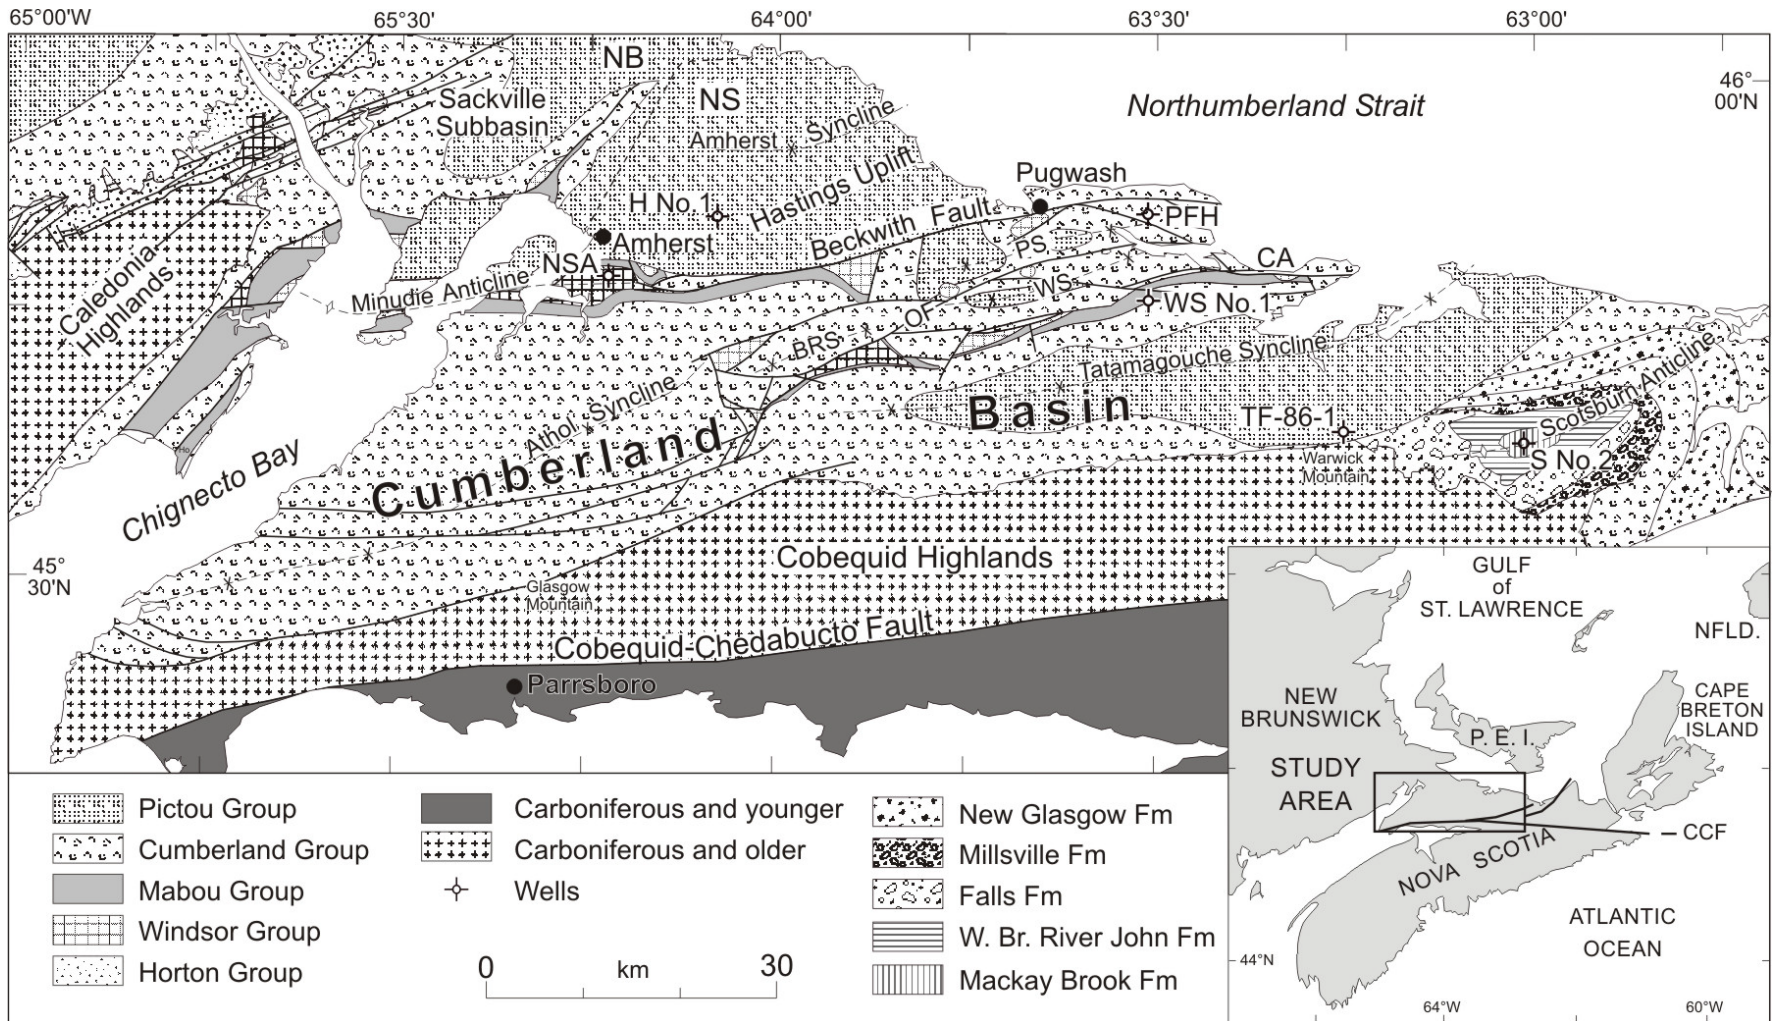 65°00'W
65°30'
64°00'
63°30'
63°00'
46°
00'N
NB
NS
Sackville
Subbasin
Amherst Syncline
Northumberland Strait
Pugwash
H No.1
Hastings Uplift
Beckwith Fault
PFH
Amherst
PS
CA
NSA
Caledonia
Highlands
Minudie Anticline
WS
WS No.1
OF
BRS
Tatamagouche Syncline
Athol Syncline
Scotsburn Anticline
Cumberland Basin
TF-86-1
Warwick
Mountain
S No.2
Chignecto Bay
45°
30'N
Cobequid Highlands
Glasgow
Mountain
Cobequid-Chedabucto Fault
Parrsboro
Pictou Group
Cumberland Group
Mabou Group
Windsor Group
Horton Group
Carboniferous and younger
Carboniferous and older
Wells
0 km 30
New Glasgow Fm
Millsville Fm
Falls Fm
W. Br. River John Fm
Mackay Brook Fm
GULF
of
ST. LAWRENCE
NFLD.
NEW
BRUNSWICK
CAPE
BRETON
ISLAND
P. E. I.
STUDY
AREA
CCF
NOVA SCOTIA
ATLANTIC
OCEAN
44°N
64°W
60°W